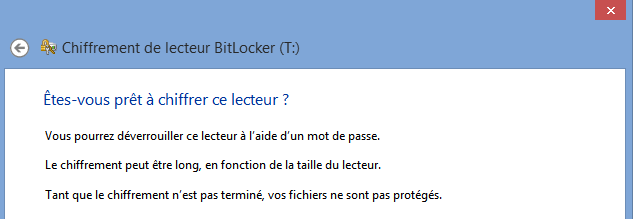 Chiffrement de lecteur BitLocker (T:)
Êtes-vous prêt à chiffrer ce lecteur ?
Vous pourrez déverrouiller ce lecteur à l'aide d'un mot de passe.
Le chiffrement peut être long, en fonction de la taille du lecteur.
Tant que le chiffrement n'est pas terminé, vos fichiers ne sont pas protégés.